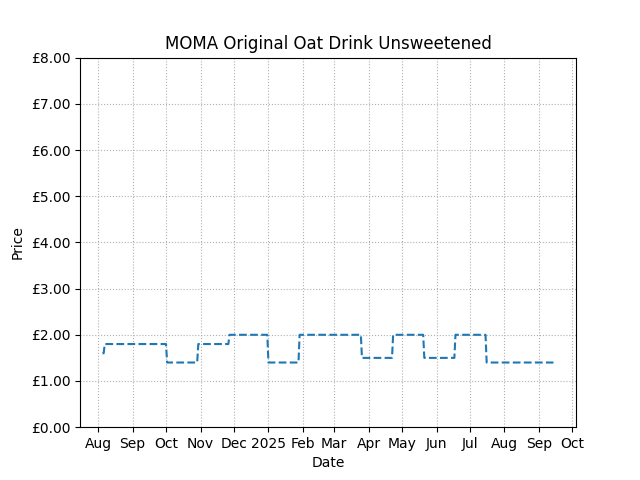 MOMA Original Oat Drink Unsweetened
£8.00
£7.00
£6.00
£5.00
£4.00
£3.00
£2.00
£1.00
£0.00
Price
Aug Sep Oct Nov Dec 2025 Feb Mar Apr May Jun Jul Aug Sep Oct
Date